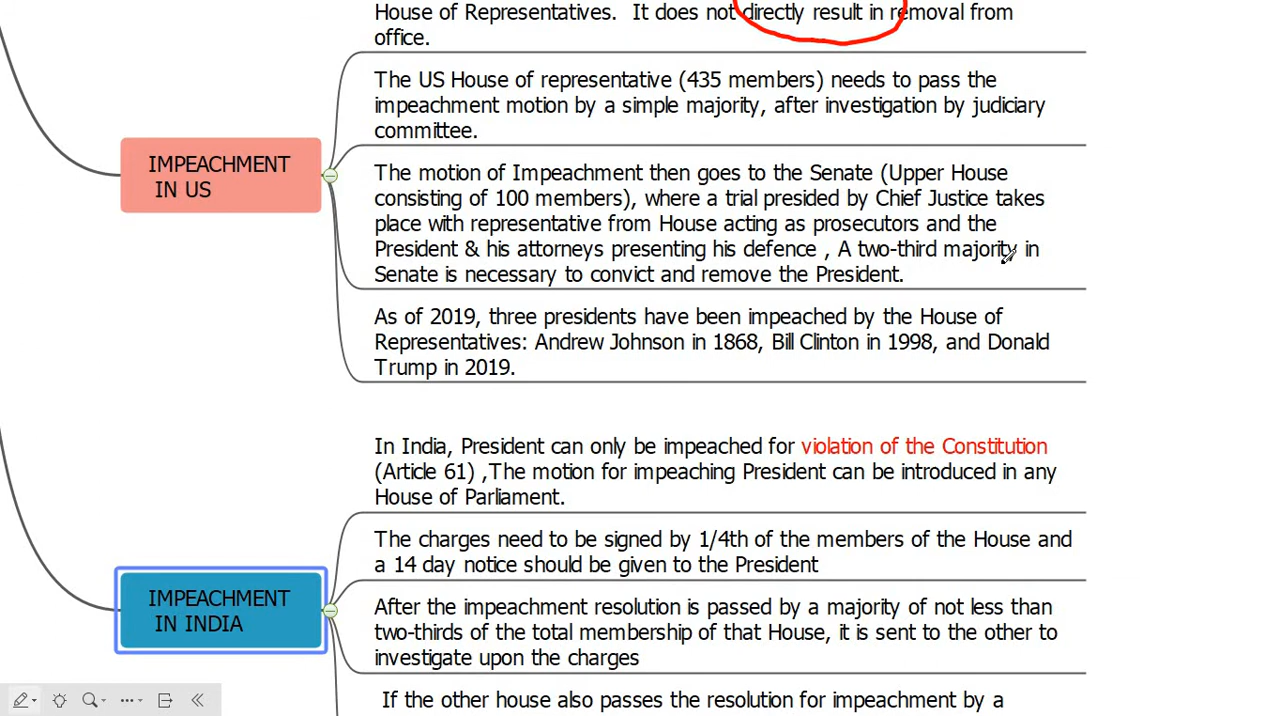 House of Representatives. It does not directly result in removal from
office.
The US House of representative (435 members) needs to pass the
impeachment motion by a simple majority, after investigation by judiciary
committee.
IMPEACHMENT
IN US
The motion of Impeachment then goes to the Senate (Upper House
consisting of 100 members), where a trial presided by Chief Justice takes
place with representative from House acting as prosecutors and the
President & his attorneys presenting his defence , A two-third majority in
Senate is necessary to convict and remove the President.
As of 2019, three presidents have been impeached by the House of
Representatives: Andrew Johnson in 1868, Bill Clinton in 1998, and Donald
Trump in 2019.
In India, President can only be impeached for violation of the Constitution
(Article 61) ,The motion for impeaching President can be introduced in any
House of Parliament.
The charges need to be signed by 1/4th of the members of the House and
a 14 day notice should be given to the President
IMPEACHMENT
IN INDIA
After the impeachment resolution is passed by a majority of not less than
two-thirds of the total membership of that House, it is sent to the other to
investigate upon the charges
If the other house also passes the resolution for impeachment by a